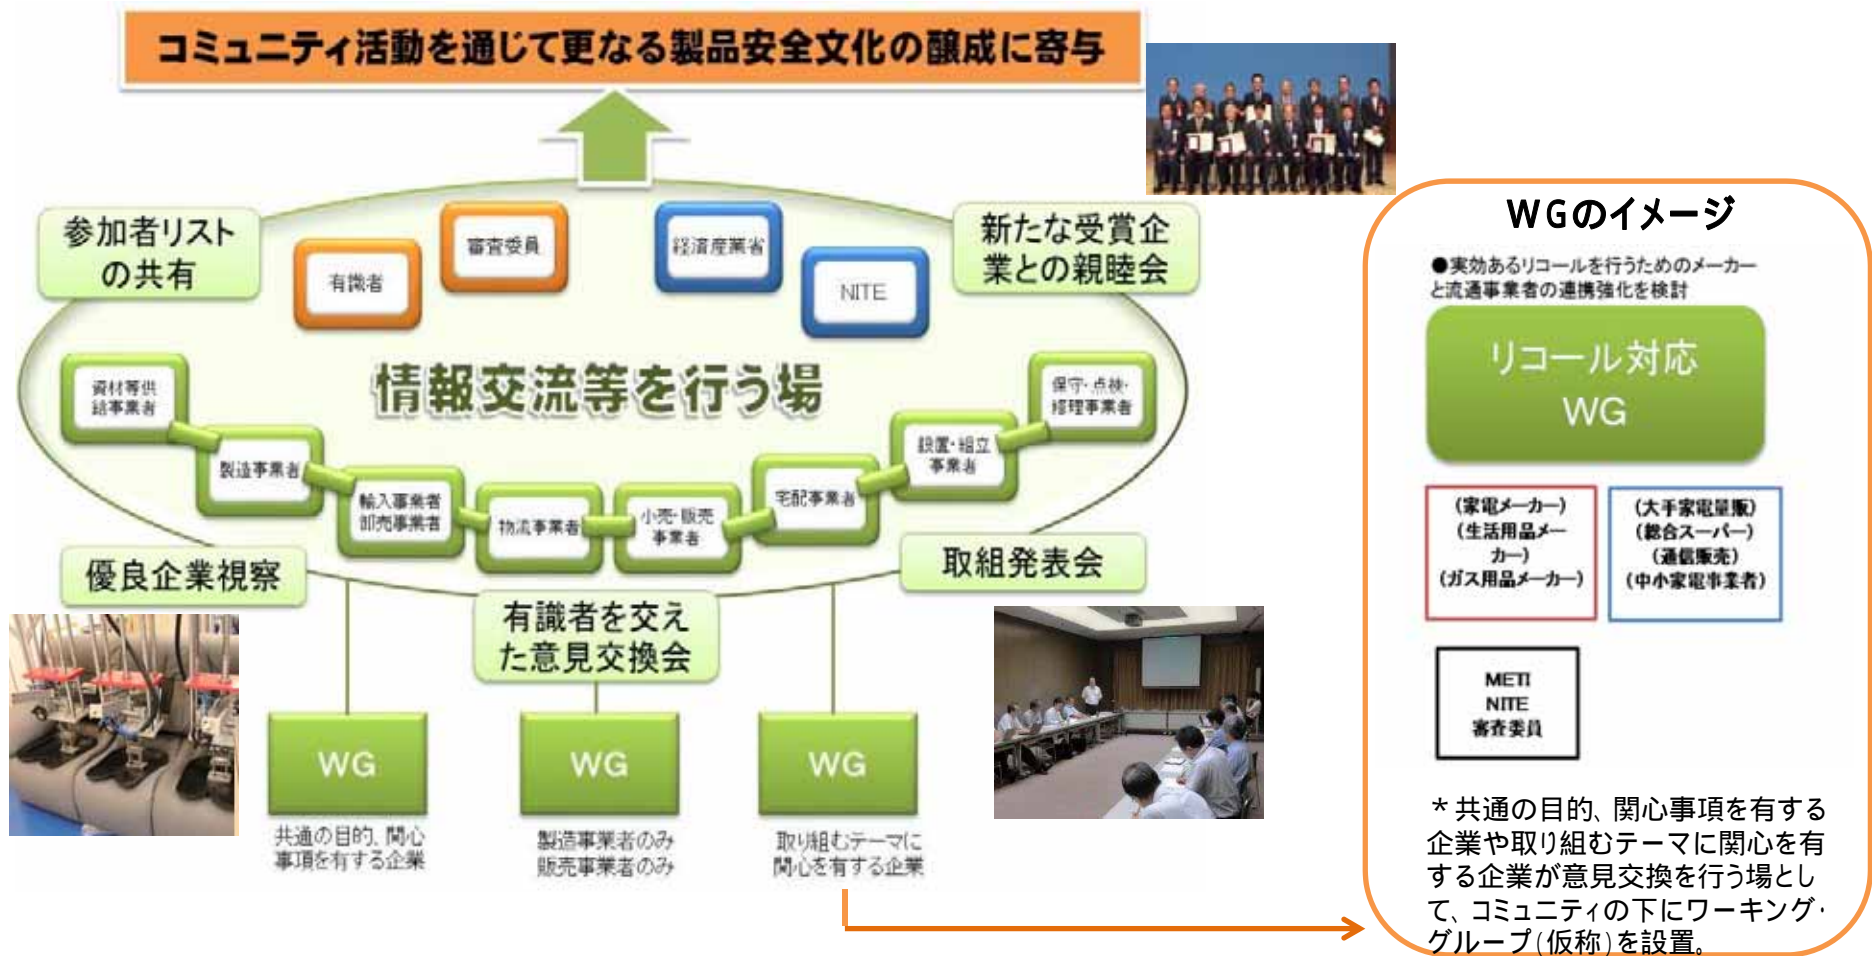 コミュニティ活動を通じて更なる製品安全文化の醸成に寄与
参加者リスト
の共有
有識者
審査委員
経済産業省
NITE
新たな受賞企
業との親睦会
情報交流等を行う場
資材等供
給事業者
製造事業者
輸入事業者
卸売事業者
物流事業者
小売・販売
事業者
宅配事業者
設置・組立
事業者
保守・点検・
修理事業者
優良企業視察
有識者を交え
た意見交換会
取組発表会
WG
共通の目的、関心
事項を有する企業
WG
製造事業者のみ
販売事業者のみ
WG
取り組むテーマに
関心を有する企業
WGのイメージ
●実効あるリコールを行うためのメーカー
と流通事業者の連携強化を検討
リコール対応
WG
(家電メーカー)
(生活用品メー
カー)
(ガス用品メーカー)
(大手家電量販)
(総合スーパー)
(通信販売)
(中小家電事業者)
METI
NITE
審査委員
*共通の目的、関心事項を有する
企業や取り組むテーマに関心を有
する企業が意見交換を行う場とし
て、コミュニティの下にワーキング・
グループ(仮称)を設置。